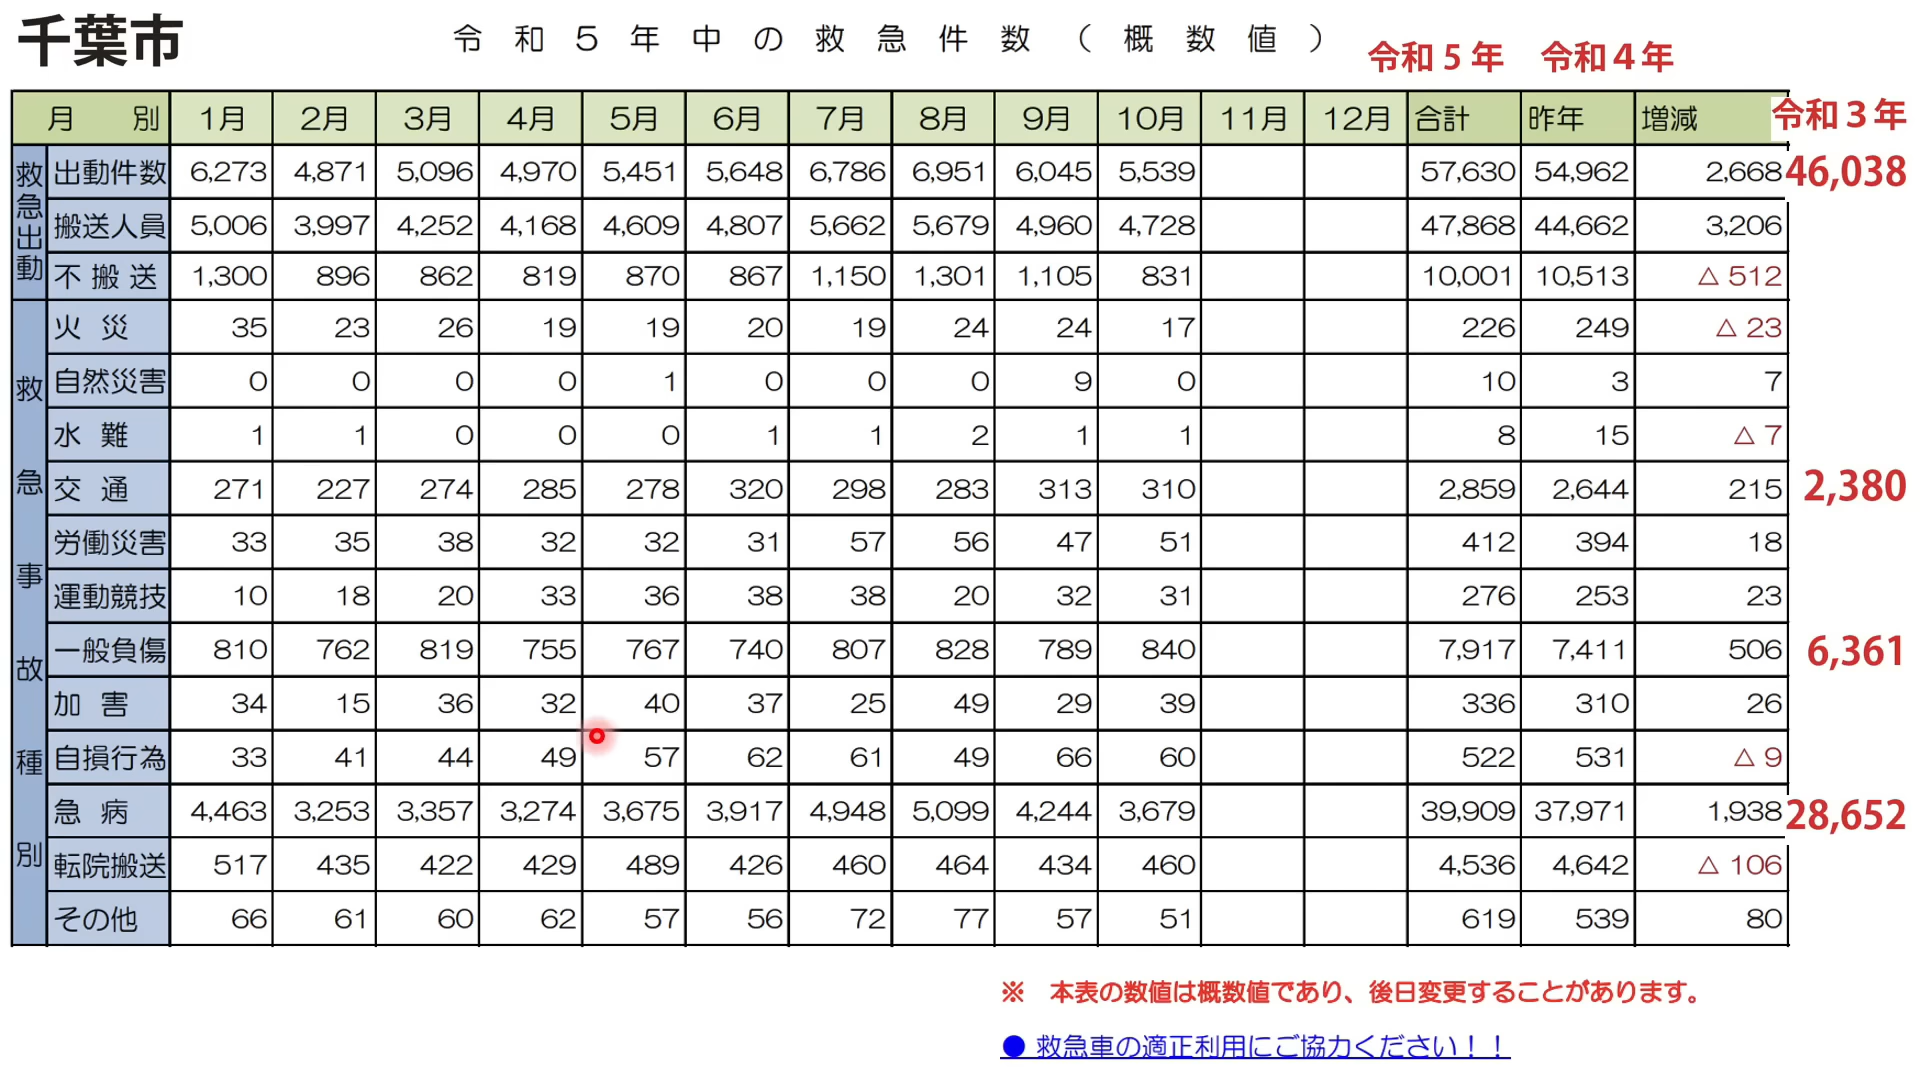 千葉市
令和5年中の救急件数(概数値)
令和5年 令和4年
月別 1月 2月 3月 4月 5月 6月 7月 8月 9月 10月 11月 12月 合計 昨年 増減 令和3年
救急出動
出動件数 6,273 4,871 5,096 4,970 5,451 5,648 6,786 6,951 6,045 5,539 57,630 54,962 2,668 46,038
搬送人員 5,006 3,997 4,252 4,168 4,609 4,807 5,662 5,679 4,960 4,728 47,868 44,662 3,206
不搬送 1,300 896 862 819 870 867 1,150 1,301 1,105 831 10,001 10,513 △ 512
救急事故種別
火災 35 23 26 19 19 20 19 24 24 17 226 249 △ 23
自然災害 0 0 0 0 1 0 0 0 9 0 10 3 7
水難 1 1 0 0 0 1 1 2 1 1 8 15 △ 7
交通 271 227 274 285 278 320 298 283 313 310 2,859 2,644 215 2,380
労働災害 33 35 38 32 32 31 57 56 47 51 412 394 18
運動競技 10 18 20 33 36 38 38 20 32 31 276 253 23
一般負傷 810 762 819 755 767 740 807 828 789 840 7,917 7,411 506 6,361
加害 34 15 36 32 40 37 25 49 29 39 336 310 26
自損行為 33 41 44 49 57 62 61 49 66 60 522 531 △ 9
急病 4,463 3,253 3,357 3,274 3,675 3,917 4,948 5,099 4,244 3,679 39,909 37,971 1,938 28,652
転院搬送 517 435 422 429 489 426 460 464 434 460 4,536 4,642 △ 106
その他 66 61 60 62 57 56 72 77 57 51 619 539 80
※ 本表の数値は概数値であり、後日変更することがあります。
● 救急車の適正利用にご協力ください!!